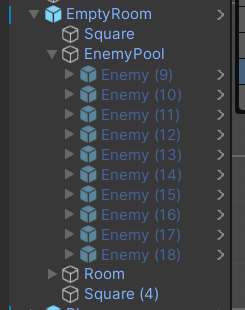 EmptyRoom
Square
EnemyPool
Enemy (9)
Enemy (10)
Enemy (11)
Enemy (12)
Enemy (13)
Enemy (14)
Enemy (15)
Enemy (16)
Enemy (17)
Enemy (18)
Room
Square (4)